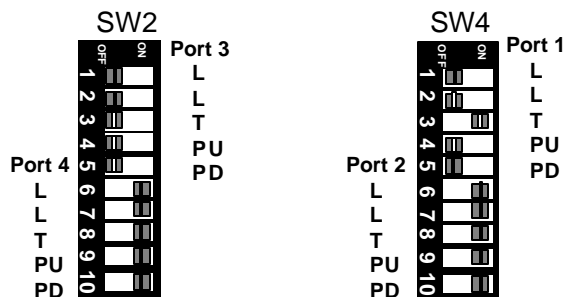 SW2
OFF
ON
Port 3
1
L
2
L
3
T
4
PU
5
PD
Port 4
6
L
7
L
8
T
9
PU
10
PD
SW4
OFF
ON
Port 1
1
L
2
L
3
T
4
PU
5
PD
Port 2
6
L
7
L
8
T
9
PU
10
PD